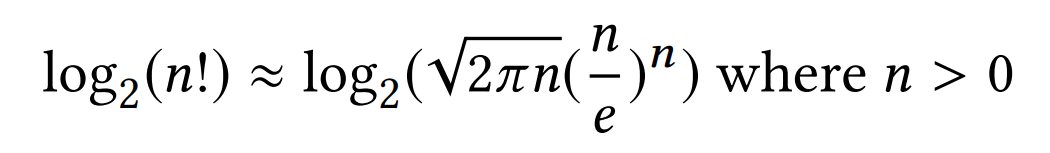 log₂(n!) ≈ log₂(√(2πn)(n/e)ⁿ) where n > 0